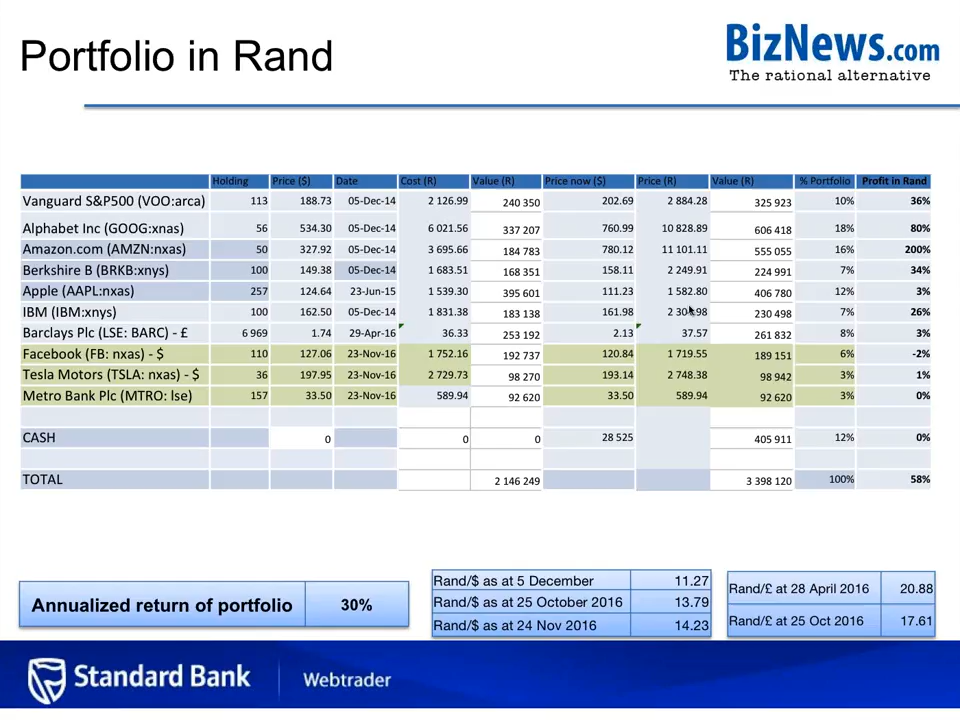 Portfolio in Rand
BizNews.com
The rational alternative
Holding Price ($) Date Cost (R) Value (R) Price now ($) Price (R) Value (R) % Portfolio Profit in Rand
Vanguard S&P500 (VOO:arca) 113 188.73 05-Dec-14 2 126.99 240 350 202.69 2 884.28 325 923 10% 36%
Alphabet Inc (GOOG:xnas) 56 534.30 05-Dec-14 6 021.56 337 207 760.99 10 828.89 606 418 18% 80%
Amazon.com (AMZN:nxas) 50 327.92 05-Dec-14 3 695.66 184 783 780.12 11 101.11 555 055 16% 200%
Berkshire B (BRKB:xnys) 100 149.38 05-Dec-14 1 683.51 168 351 158.11 2 249.91 224 991 7% 34%
Apple (AAPL:nxas) 257 124.64 23-Jun-15 1 539.30 395 601 111.23 1 582.80 406 780 12% 3%
IBM (IBM:xnys) 100 162.50 05-Dec-14 1 831.38 183 138 161.98 2 304.98 230 498 7% 26%
Barclays Plc (LSE: BARC) - £ 6 969 1.74 29-Apr-16 36.33 253 192 2.13 37.57 261 832 8% 3%
Facebook (FB: nxas) - $ 110 127.06 23-Nov-16 1 752.16 192 737 120.84 1 719.55 189 151 6% -2%
Tesla Motors (TSLA: nxas) - $ 36 197.95 23-Nov-16 2 729.73 98 270 193.14 2 748.38 98 942 3% 1%
Metro Bank Plc (MTRO: lse) 157 33.50 23-Nov-16 589.94 92 620 33.50 589.94 92 620 3% 0%
CASH 0 0 0 28 525 405 911 12% 0%
TOTAL 2 146 249 3 398 120 100% 58%
Annualized return of portfolio 30%
Rand/$ as at 5 December 11.27
Rand/$ as at 25 October 2016 13.79
Rand/$ as at 24 Nov 2016 14.23
Rand/£ at 28 April 2016 20.88
Rand/£ at 25 Oct 2016 17.61
Standard Bank Webtrader